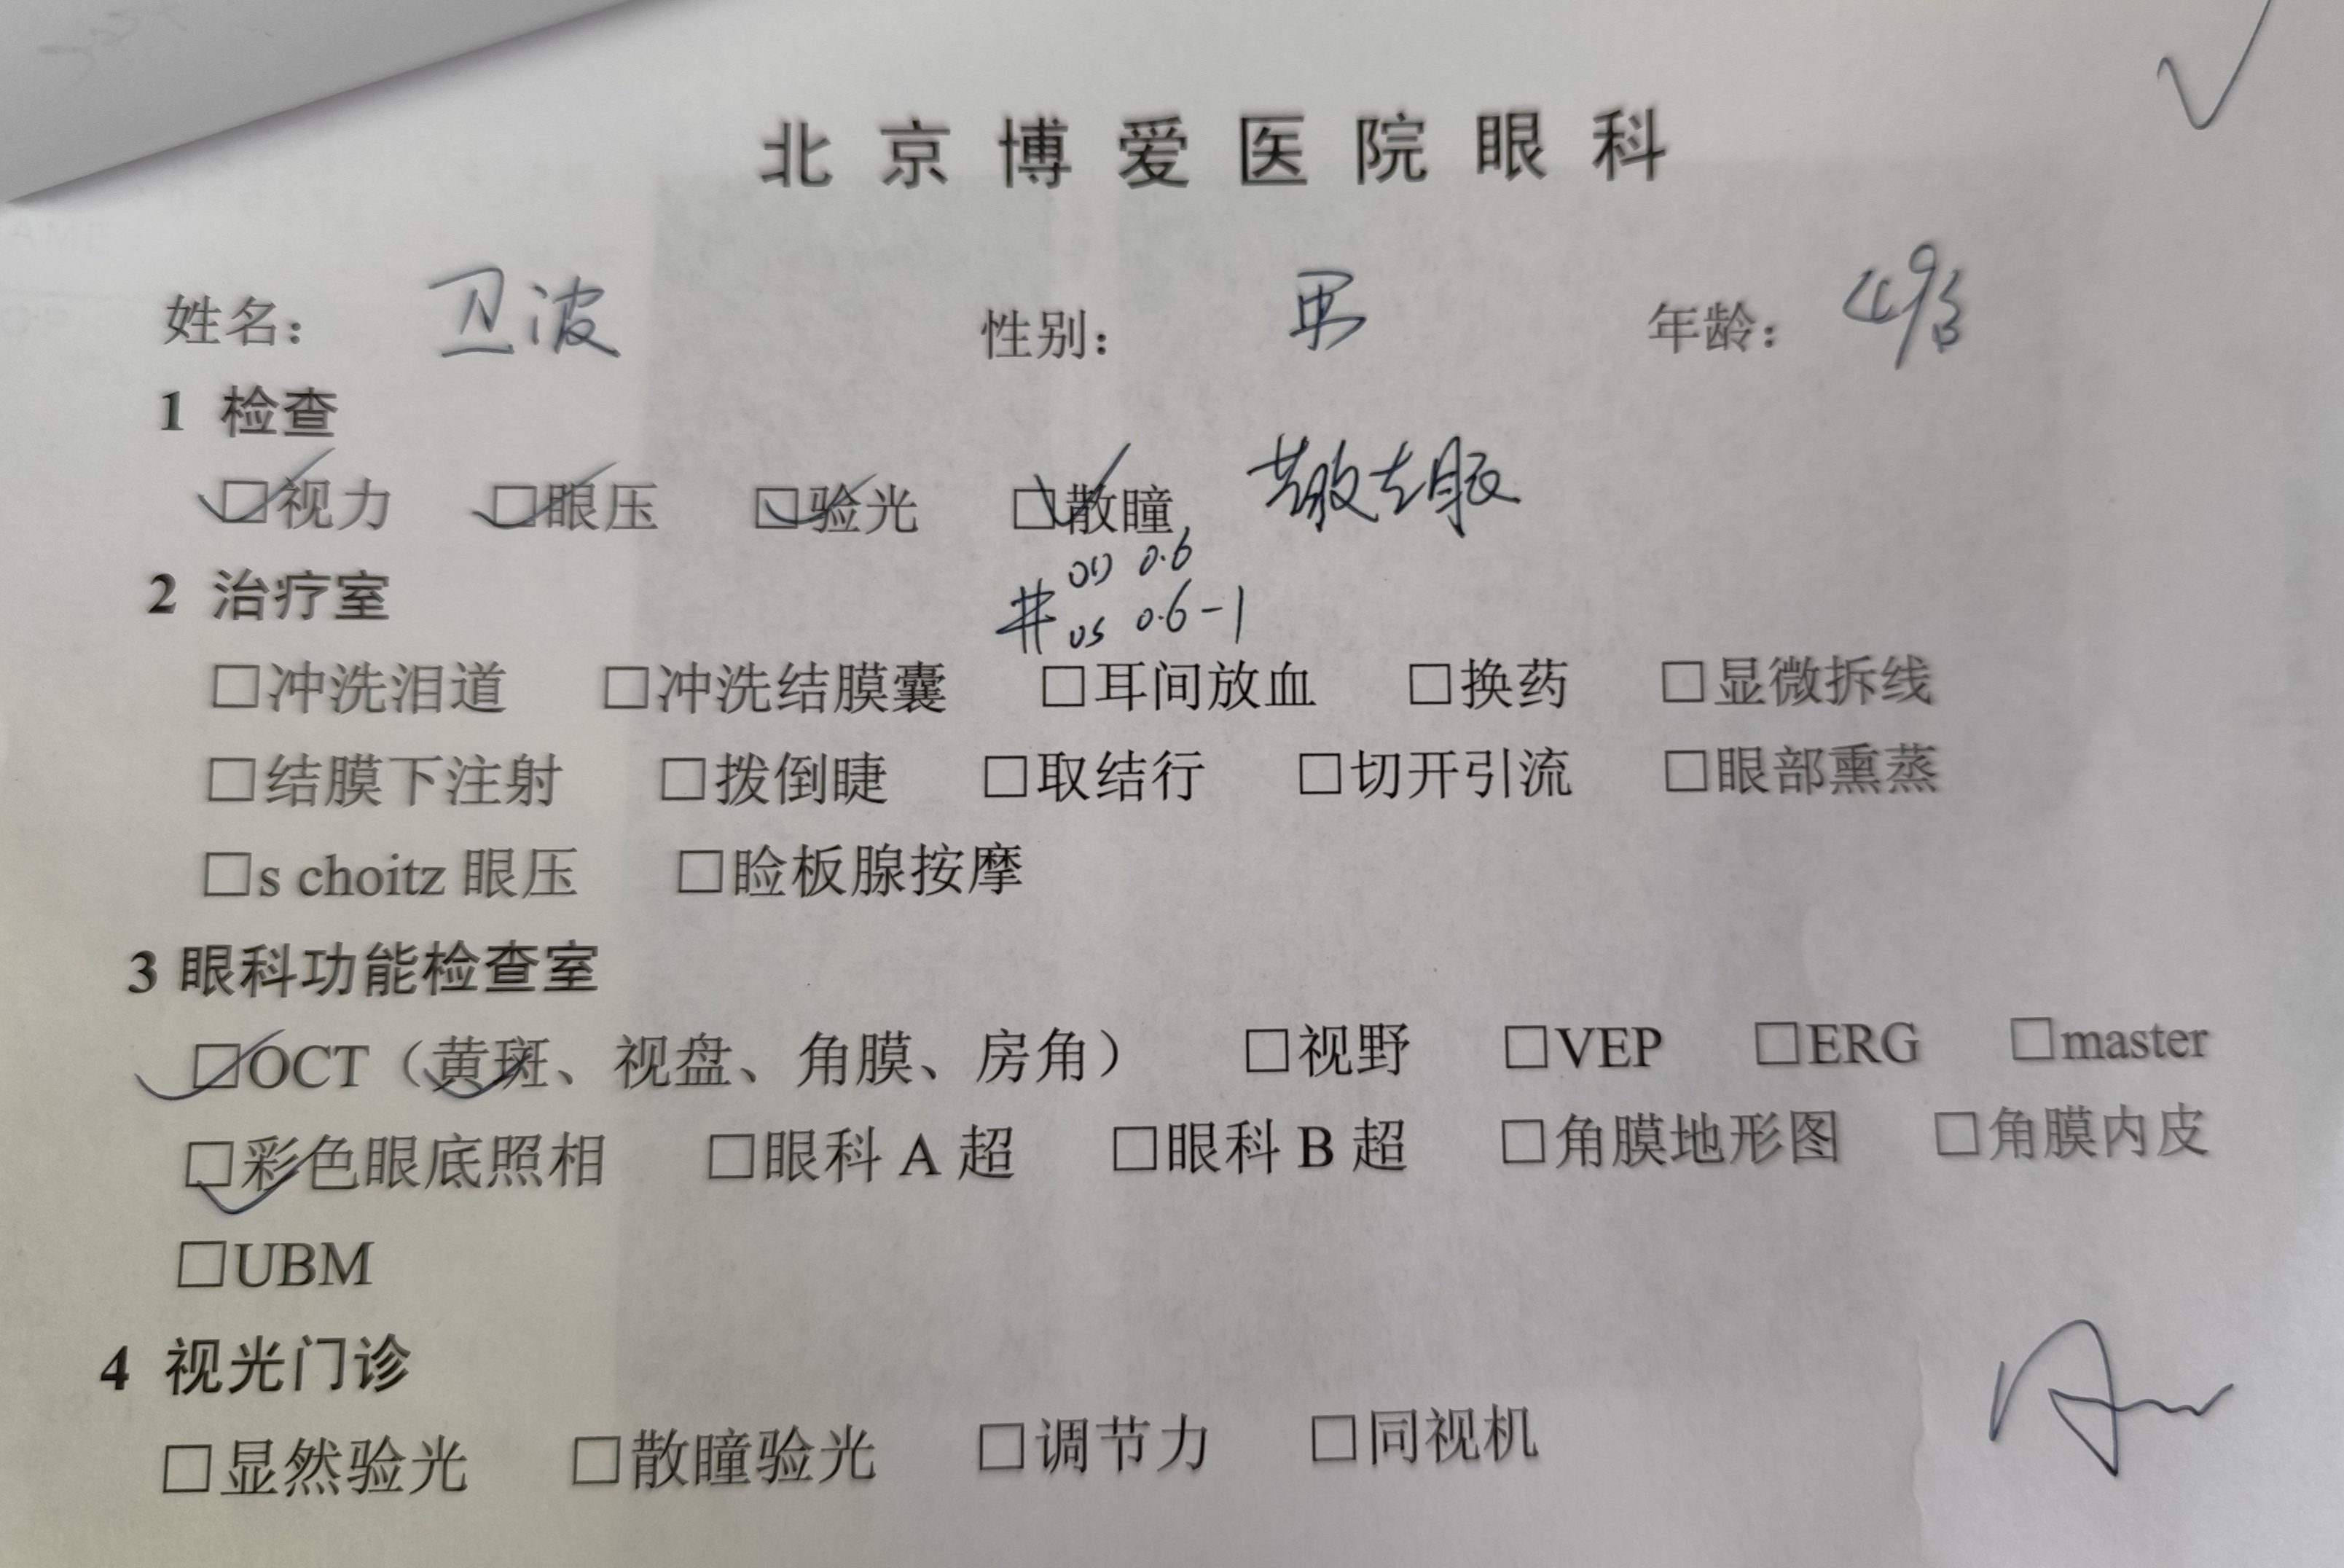 北京博爱医院眼科
姓名： 卫波 性别： 男 年龄： 49岁
1 检查
□视力 □眼压 □验光 □散瞳 散左眼
OD 0.6
OS 0.6-1
2 治疗室
□冲洗泪道 □冲洗结膜囊 □耳间放血 □换药 □显微拆线
□结膜下注射 □拨倒睫 □取结行 □切开引流 □眼部熏蒸
□s choitz 眼压 □睑板腺按摩
3 眼科功能检查室
□OCT（黄斑、视盘、角膜、房角） □视野 □VEP □ERG □master
□彩色眼底照相 □眼科 A 超 □眼科 B 超 □角膜地形图 □角膜内皮
□UBM
4 视光门诊
□显然验光 □散瞳验光 □调节力 □同视机